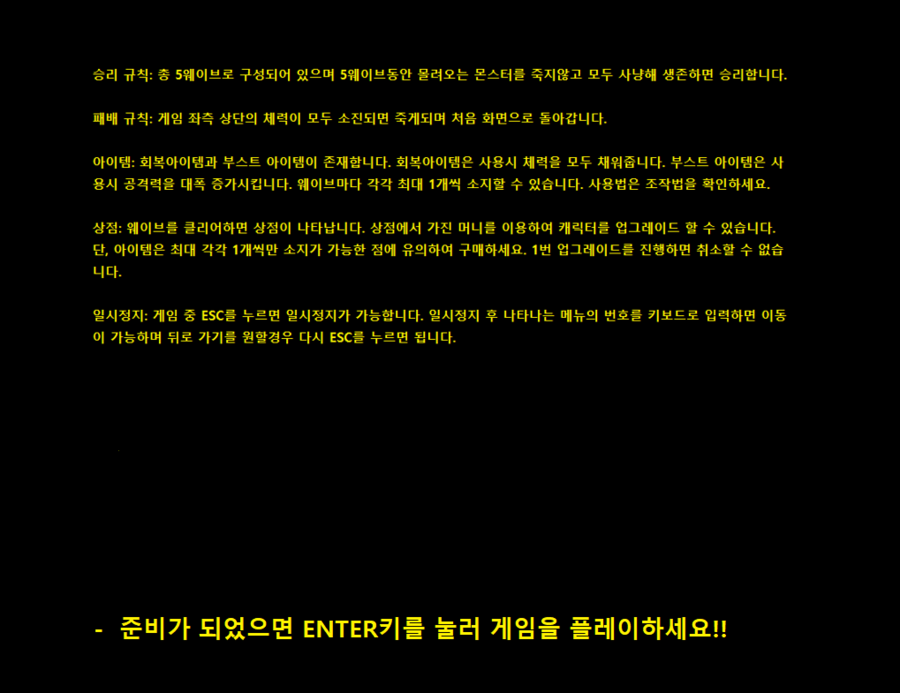 승리 규칙: 총 5웨이브로 구성되어 있으며 5웨이브동안 몰려오는 몬스터를 죽지않고 모두 사냥해 생존하면 승리합니다.
패배 규칙: 게임 좌측 상단의 체력이 모두 소진되면 죽게되며 처음 화면으로 돌아갑니다.
아이템: 회복아이템과 부스트 아이템이 존재합니다. 회복아이템은 사용시 체력을 모두 채워줍니다. 부스트 아이템은 사
용시 공격력을 대폭 증가시킵니다. 웨이브마다 각각 최대 1개씩 소지할 수 있습니다. 사용법은 조작법을 확인하세요.
상점: 웨이브를 클리어하면 상점이 나타납니다. 상점에서 가진 머니를 이용하여 캐릭터를 업그레이드 할 수 있습니다.
단, 아이템은 최대 각각 1개씩만 소지가 가능한 점에 유의하여 구매하세요. 1번 업그레이드를 진행하면 취소할 수 없습
니다.
일시정지: 게임 중 ESC를 누르면 일시정지가 가능합니다. 일시정지 후 나타나는 메뉴의 번호를 키보드로 입력하면 이동
이 가능하며 뒤로 가기를 원할경우 다시 ESC를 누르면 됩니다.
- 준비가 되었으면 ENTER키를 눌러 게임을 플레이하세요!!